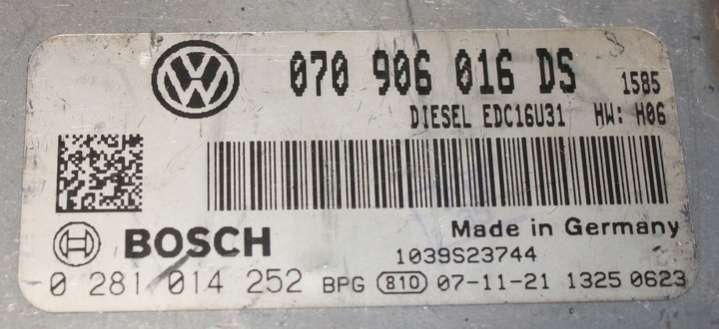 070 906 016 DS 1585
DIESEL EDC16U31 HW: H06
Made in Germany
BOSCH
1039S23744
0 281 014 252 BPG 810 07-11-21 1325 0623